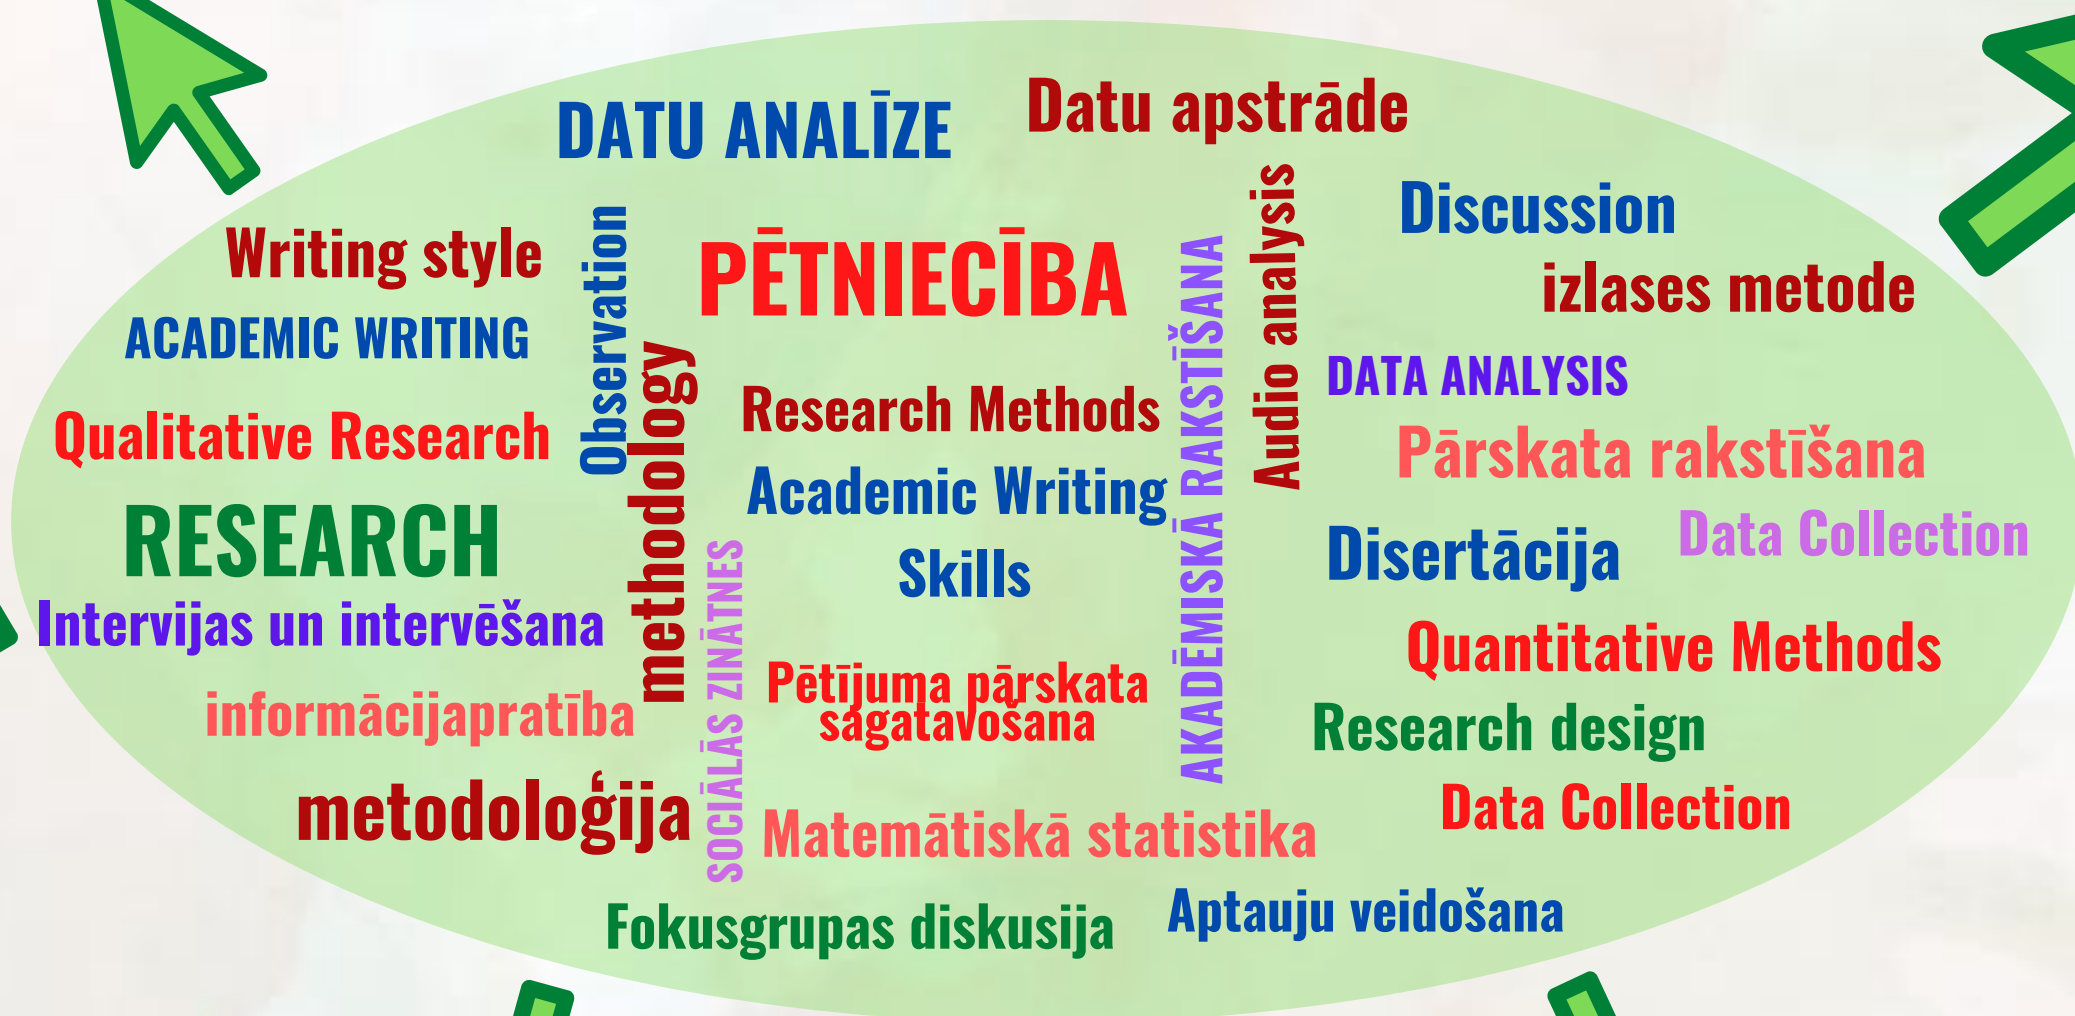 DATU ANALĪZE
Datu apstrāde
Writing style
ACADEMIC WRITING
Qualitative Research
RESEARCH
Intervijas un intervēšana
informācijapratība
metodoloģija
Observation
methodology
SOCIĀLĀS ZINĀTNES
PĒTNIECĪBA
Research Methods
Academic Writing
Skills
Pētījuma pārskata
sagatavošana
Matemātiskā statistika
Fokusgrupas diskusija
AKADĒMISKĀ RAKSTĪŠANA
Audio analysis
Discussion
izlases metode
DATA ANALYSIS
Pārskata rakstīšana
Data Collection
Disertācija
Quantitative Methods
Research design
Data Collection
Aptauju veidošana